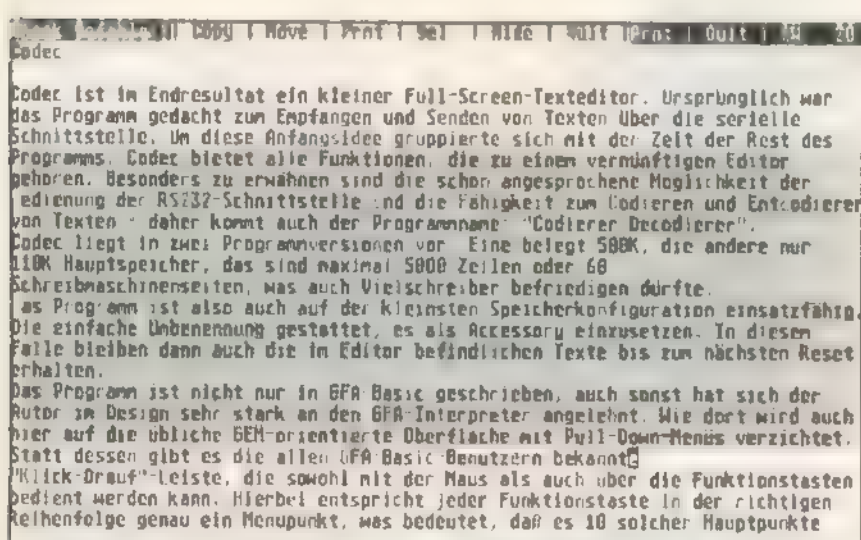 Copy | Move | Prnt | Sel | Hide | Quit | Prnt | Quit | 20
Codec
Codec ist im Endresultat ein kleiner Full-Screen-Texteditor. Ursprünglich war
das Programm gedacht zum Empfangen und Senden von Texten über die serielle
Schnittstelle. Um diese Anfangsidee gruppierte sich mit der Zeit der Rest des
Programms. Codec bietet alle Funktionen, die zu einem vernünftigen Editor
gehören. Besonders zu erwähnen sind die schon angesprochene Möglichkeit der
edienung der RS232-Schnittstelle und die Fähigkeit zum Codieren und Entcodieren
von Texten - daher kommt auch der Programmname: "Codierer Decodierer".
Codec liegt in zwei Programmversionen vor. Eine belegt 500K, die andere nur
110K Hauptspeicher, das sind maximal 5000 Zeilen oder 60
Schreibmaschinenseiten, was auch Vielschreiber befriedigen dürfte.
as Programm ist also auch auf der kleinsten Speicherkonfiguration einsatzfähig.
Die einfache Umbenennung gestattet, es als Accessory einzusetzen. In diesem
Falle bleiben dann auch die im Editor befindlichen Texte bis zum nächsten Reset
erhalten.
Das Programm ist nicht nur in GFA-Basic geschrieben, auch sonst hat sich der
Autor im Design sehr stark an den GFA-Interpreter angelehnt. Wie dort wird auch
hier auf die übliche GEM-orientierte Oberfläche mit Pull-Down-Menüs verzichtet.
Statt dessen gibt es die allen GFA-Basic-Benutzern bekannte
"Klick-Drauf"-Leiste, die sowohl mit der Maus als auch über die Funktionstasten
bedient werden kann. Hierbei entspricht jeder Funktionstaste in der richtigen
Reihenfolge genau ein Menupunkt, was bedeutet, daß es 10 solcher Hauptpunkte